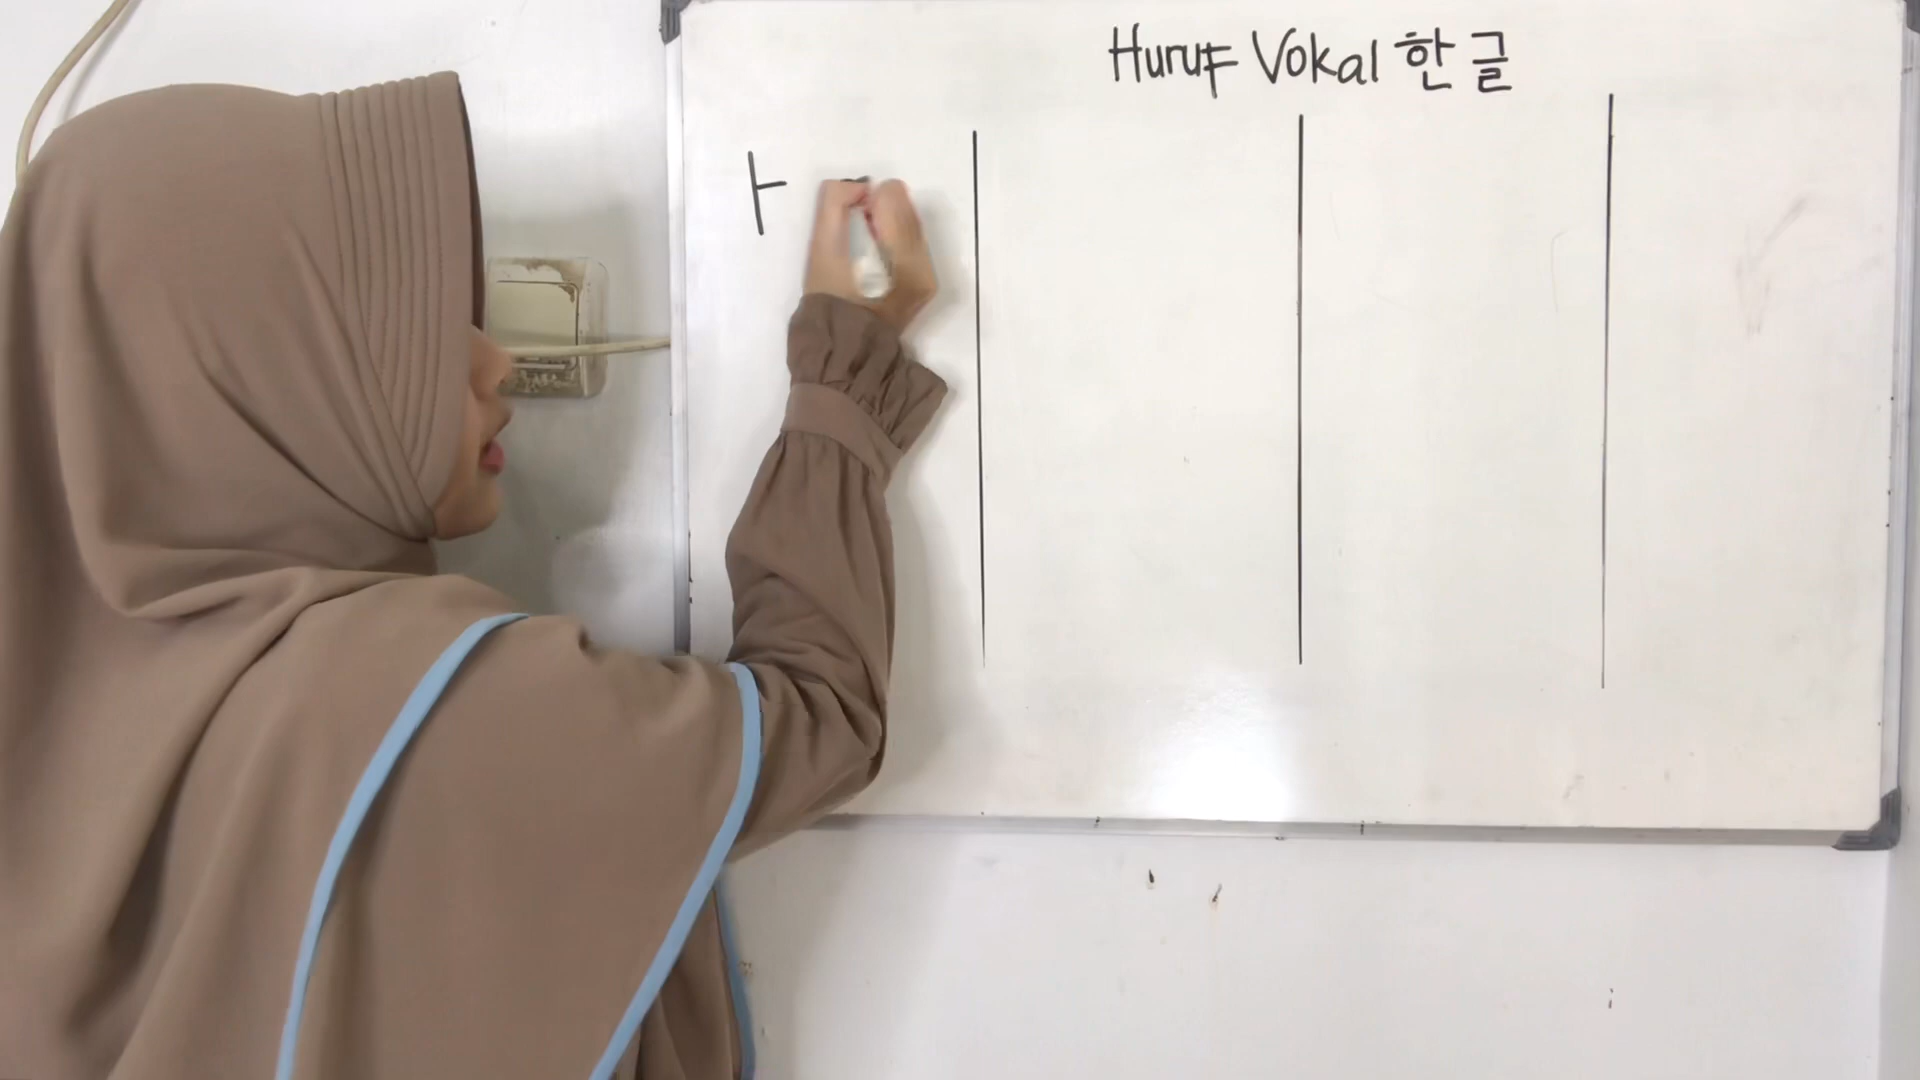 Huruf Vokal 한글
ㅏ